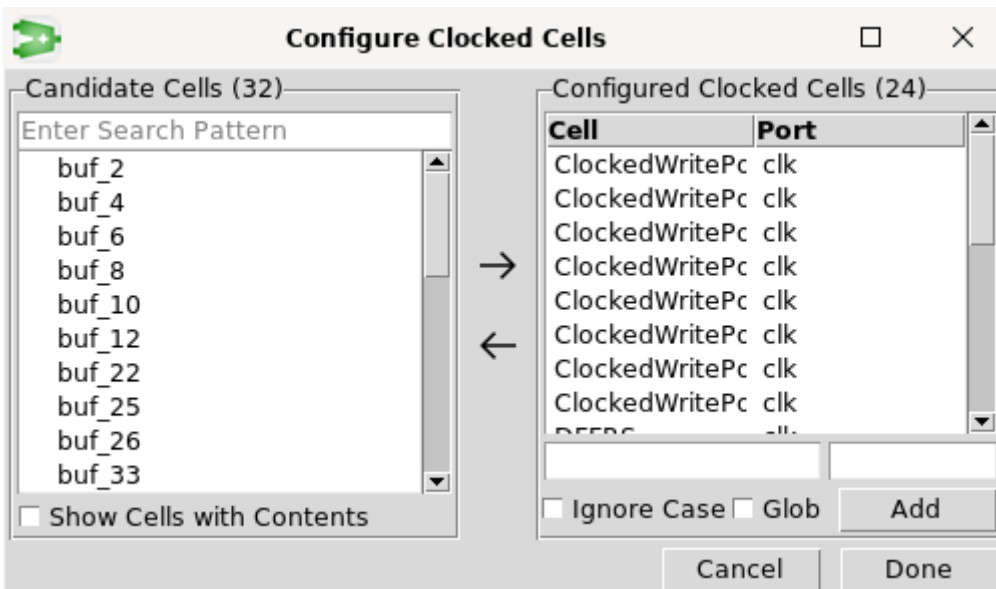 Configure Clocked Cells
Candidate Cells (32)
Enter Search Pattern
buf_2
buf_4
buf_6
buf_8
buf_10
buf_12
buf_22
buf_25
buf_26
buf_33
Show Cells with Contents
Configured Clocked Cells (24)
Cell Port
ClockedWritePc clk
ClockedWritePc clk
ClockedWritePc clk
ClockedWritePc clk
ClockedWritePc clk
ClockedWritePc clk
ClockedWritePc clk
ClockedWritePc clk
Ignore Case Glob Add
Cancel Done